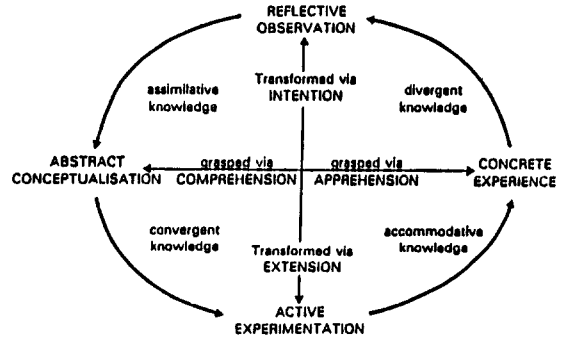 REFLECTIVE
OBSERVATION
assimilative
knowledge
Transformed via
INTENTION
divergent
knowledge
ABSTRACT
CONCEPTUALISATION
grasped via
COMPREHENSION
grasped via
APPREHENSION
CONCRETE
EXPERIENCE
convergent
knowledge
Transformed via
EXTENSION
accommodative
knowledge
ACTIVE
EXPERIMENTATION